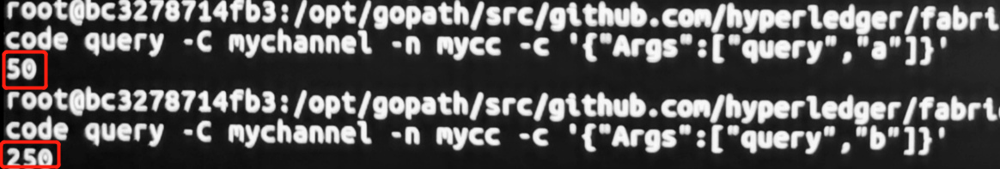 root@bc3278714fb3:/opt/gopath/src/github.com/hyperledger/fabri
code query -C mychannel -n mycc -c '{"Args":["query","a"]}'
50
root@bc3278714fb3:/opt/gopath/src/github.com/hyperledger/fabri
code query -C mychannel -n mycc -c '{"Args":["query","b"]}'
250